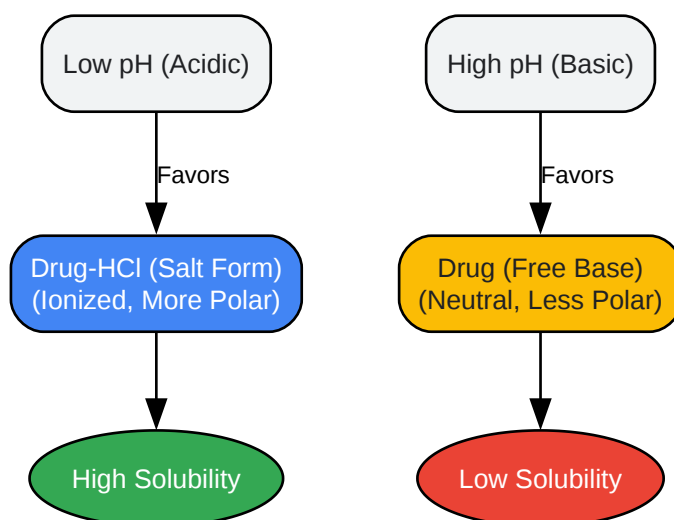 Low pH (Acidic)
High pH (Basic)
Favors
Favors
Drug-HCl (Salt Form)
(Ionized, More Polar)
Drug (Free Base)
(Neutral, Less Polar)
High Solubility
Low Solubility